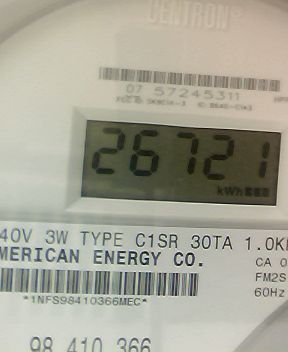 CENTRON®
07 57245311
26721
kWh
40V 3W TYPE C1SR 30TA 1.0K
MERICAN ENERGY CO.
CA 0
FM2S
60Hz
*1NFS98410366MEC*
98 410 366